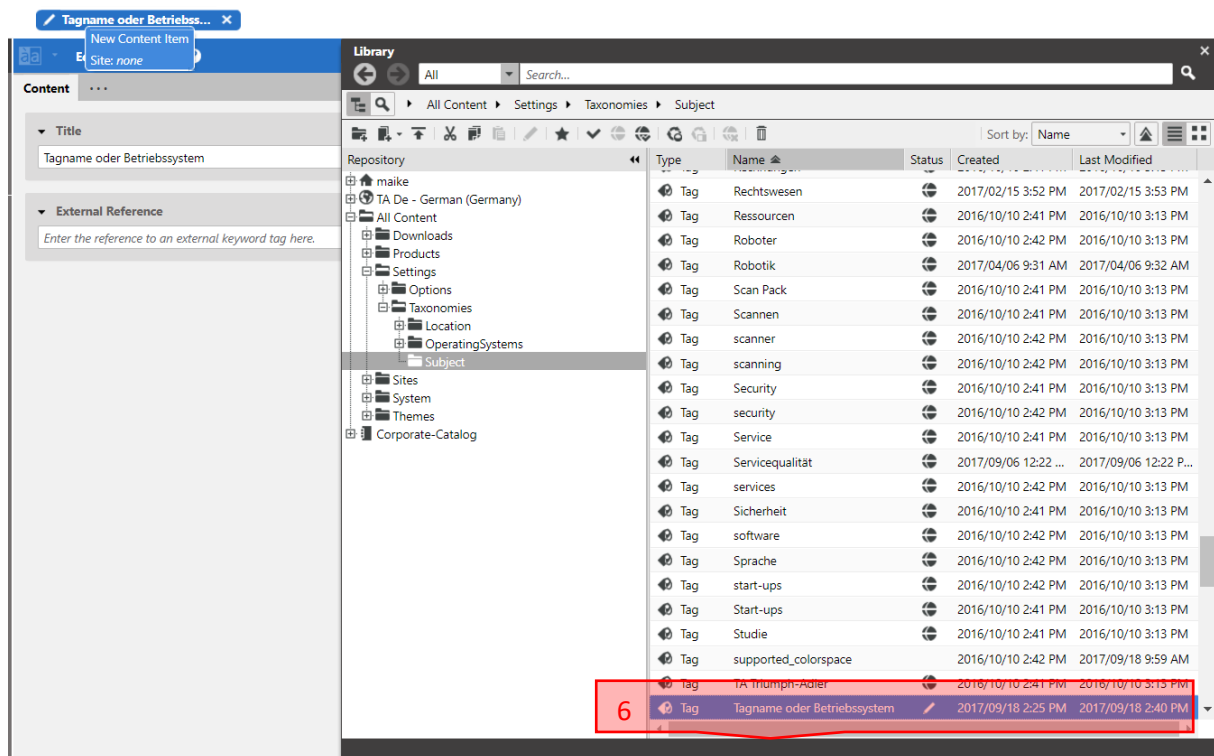 Tagname oder Betriebss... ×
New Content Item
Site: none
Library
All
Search...
Content ...
All Content Settings Taxonomies Subject
Title
Sort by: Name
Tagname oder Betriebssystem
External Reference
Enter the reference to an external keyword tag here.
Repository
maike
TA De - German (Germany)
All Content
Downloads
Products
Settings
Options
Taxonomies
Location
OperatingSystems
Subject
Sites
System
Themes
Corporate-Catalog
Type Name Status Created Last Modified
Tag Rechtswesen 2017/02/15 3:52 PM 2017/02/15 3:53 PM
Tag Ressourcen 2016/10/10 2:41 PM 2016/10/10 3:13 PM
Tag Roboter 2016/10/10 2:42 PM 2016/10/10 3:13 PM
Tag Robotik 2017/04/06 9:31 AM 2017/04/06 9:32 AM
Tag Scan Pack 2016/10/10 2:41 PM 2016/10/10 3:13 PM
Tag Scannen 2016/10/10 2:41 PM 2016/10/10 3:13 PM
Tag scanner 2016/10/10 2:42 PM 2016/10/10 3:13 PM
Tag scanning 2016/10/10 2:42 PM 2016/10/10 3:13 PM
Tag Security 2016/10/10 2:41 PM 2016/10/10 3:13 PM
Tag security 2016/10/10 2:42 PM 2016/10/10 3:13 PM
Tag Service 2016/10/10 2:41 PM 2016/10/10 3:13 PM
Tag Servicequalität 2017/09/06 12:22 ... 2017/09/06 12:22 P...
Tag services 2016/10/10 2:42 PM 2016/10/10 3:13 PM
Tag Sicherheit 2016/10/10 2:41 PM 2016/10/10 3:13 PM
Tag software 2016/10/10 2:42 PM 2016/10/10 3:13 PM
Tag Sprache 2016/10/10 2:42 PM 2016/10/10 3:13 PM
Tag start-ups 2016/10/10 2:42 PM 2016/10/10 3:13 PM
Tag Start-ups 2016/10/10 2:41 PM 2016/10/10 3:13 PM
Tag Studie 2016/10/10 2:41 PM 2016/10/10 3:13 PM
Tag supported_colorspace 2016/10/10 2:42 PM 2017/09/18 9:59 AM
Tag TA Triumph-Adler 2016/10/10 2:41 PM 2016/10/10 3:13 PM
6 Tag Tagname oder Betriebssystem 2017/09/18 2:25 PM 2017/09/18 2:40 PM